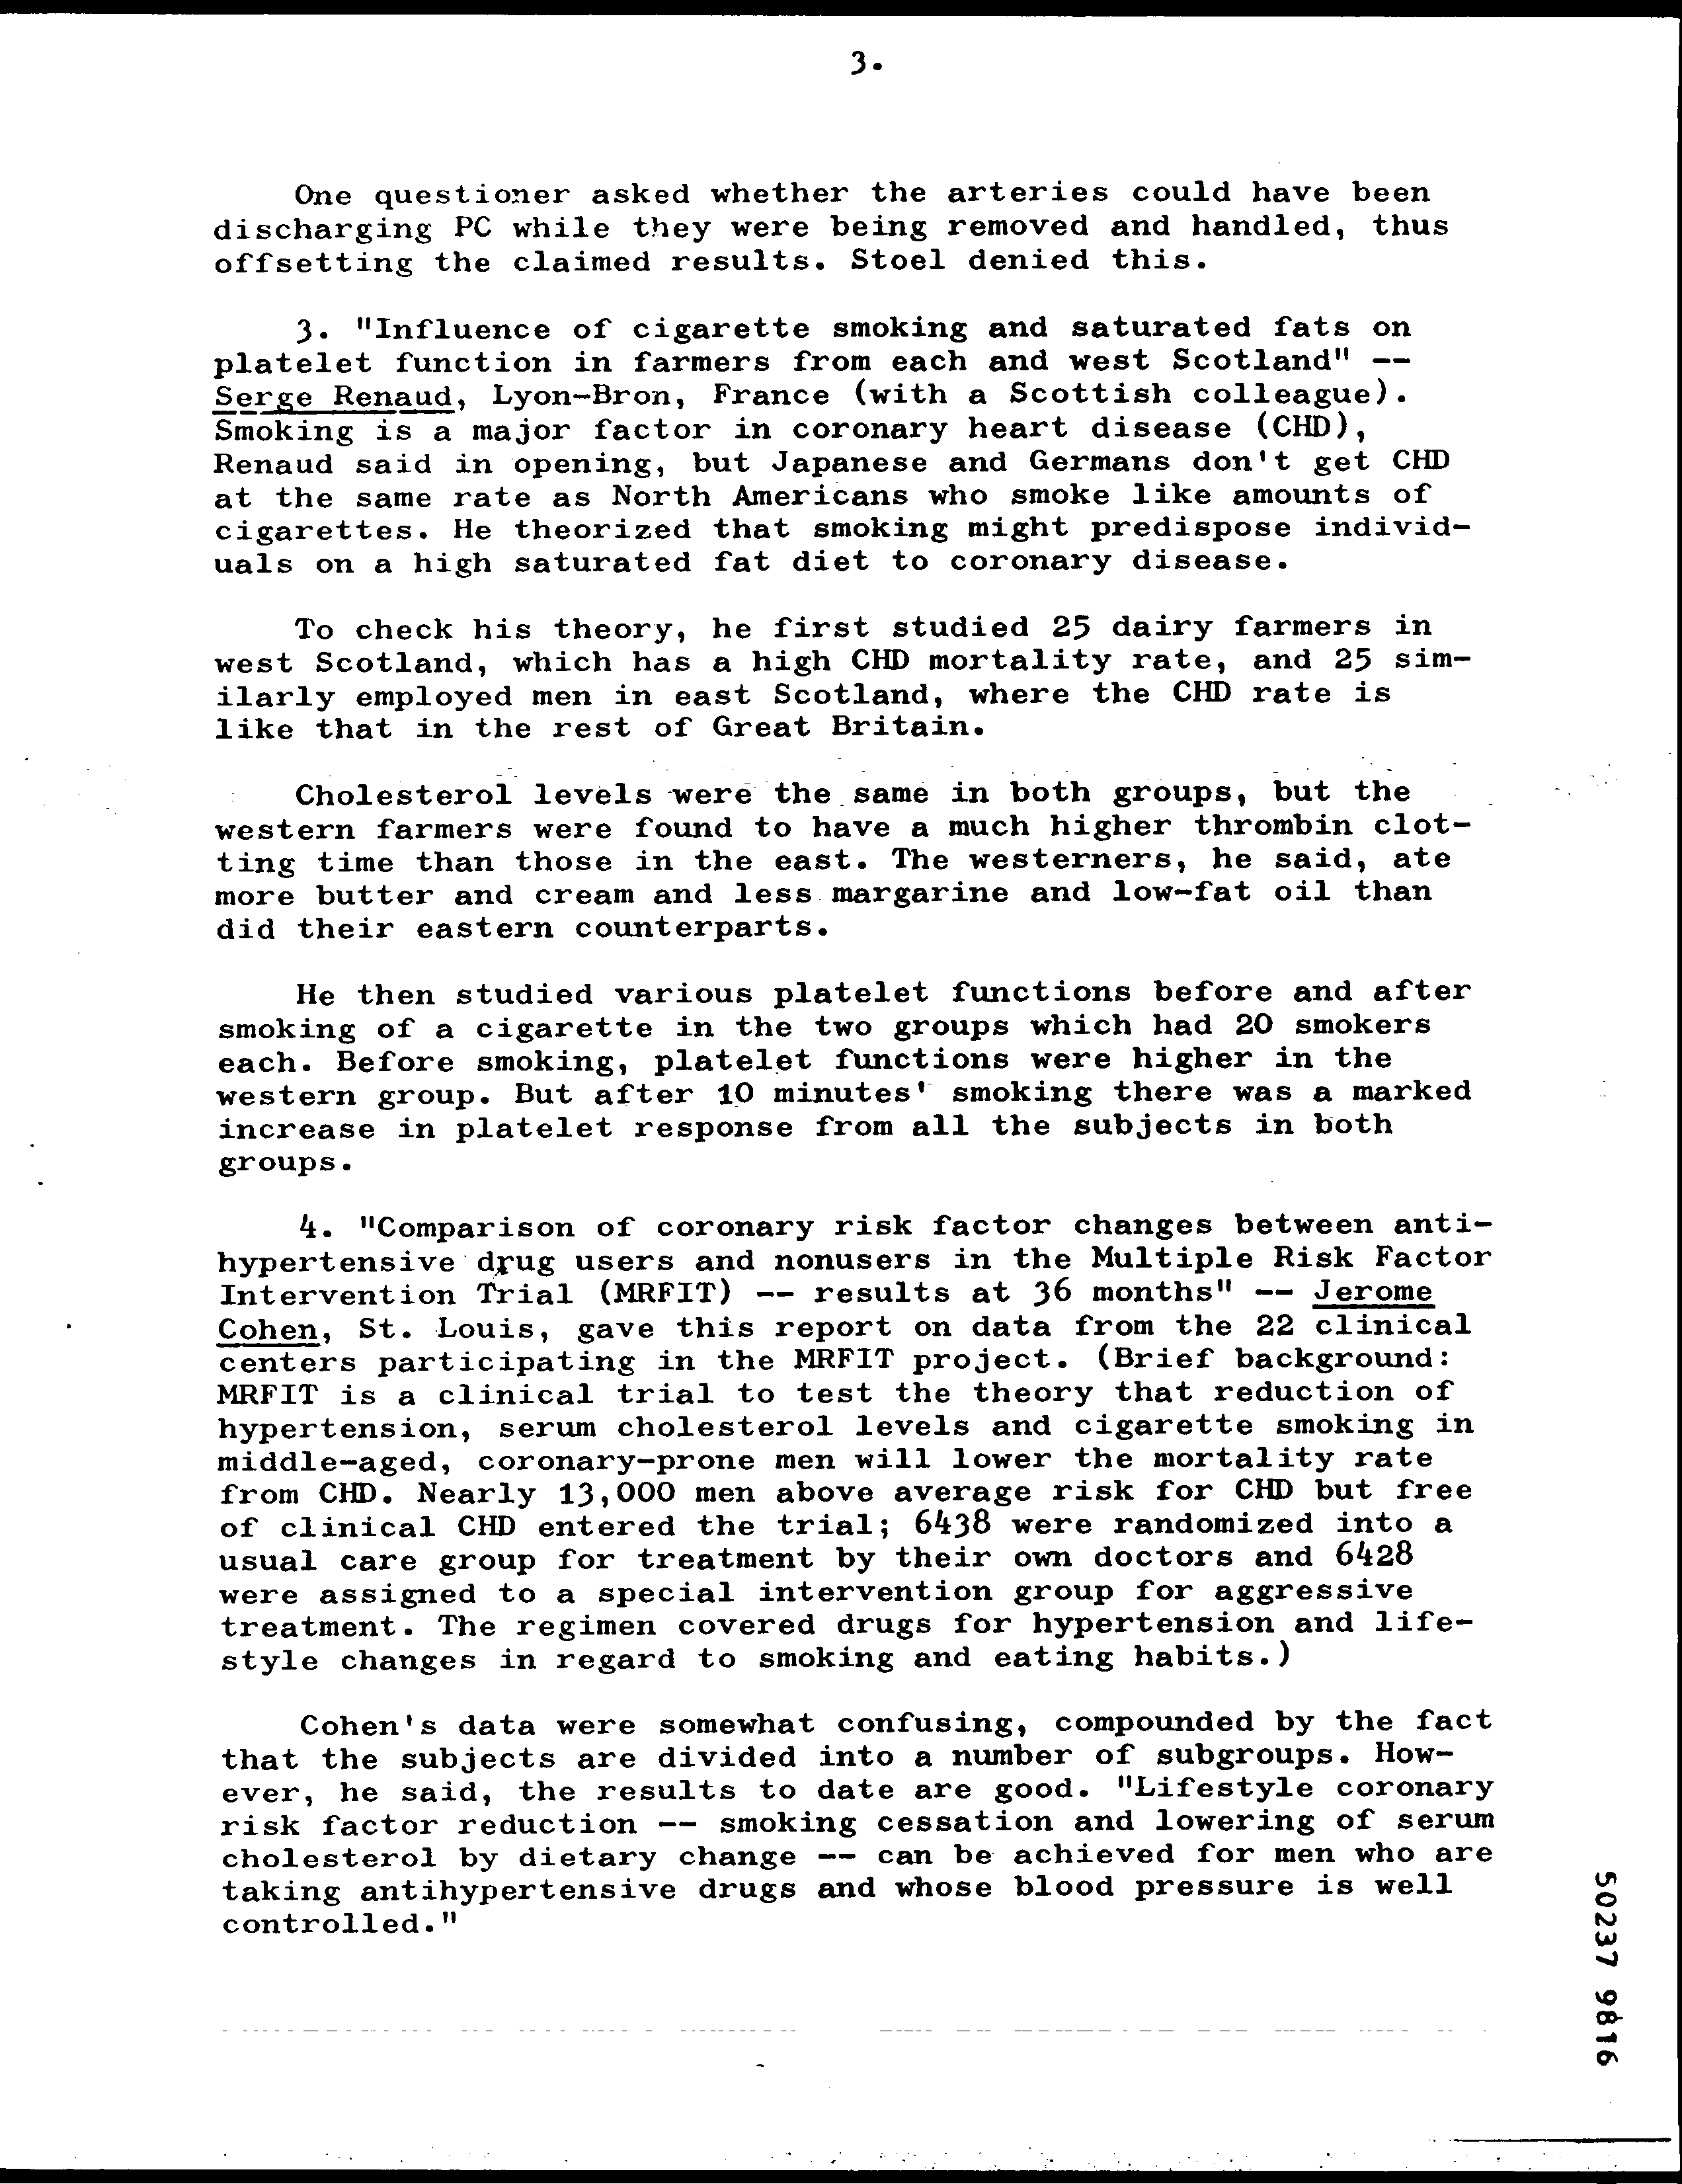 3.
One questioner asked whether the arteries could have been
discharging PC while they were being removed and handled, thus
offsetting the claimed results. Stoel denied this.
3. "Influence of cigarette smoking and saturated fats on
platelet function in farmers from each and west Scotland" --
Serge Renaud, Lyon-Bron, France (with a Scottish colleague).
Smoking is a major factor in coronary heart disease (CHD),
Renaud said in opening, but Japanese and Germans don't get CHD
at the same rate as North Americans who smoke like amounts of
cigarettes. He theorized that smoking might predispose individ-
uals on a high saturated fat diet to coronary disease.
To check his theory, he first studied 25 dairy farmers in
west Scotland, which has a high CHD mortality rate, and 25 sim-
ilarly employed men in east Scotland, where the CHD rate is
like that in the rest of Great Britain.
Cholesterol levels were the same in both groups, but the
western farmers were found to have a much higher thrombin clot-
ting time than those in the east. The westerners, he said, ate
more butter and cream and less margarine and low-fat oil than
did their eastern counterparts.
He then studied various platelet functions before and after
smoking of a cigarette in the two groups which had 20 smokers
each. Before smoking, platelet functions were higher in the
western group. But after 10 minutes' smoking there was a marked
increase in platelet response from all the subjects in both
groups.
4. "Comparison of coronary risk factor changes between anti-
hypertensive drug users and nonusers in the Multiple Risk Factor
Intervention Trial (MRFIT) -- results at 36 months" -- Jerome
Cohen, St. Louis, gave this report on data from the 22 clinical
centers participating in the MRFIT project. (Brief background:
MRFIT is a clinical trial to test the theory that reduction of
hypertension, serum cholesterol levels and cigarette smoking in
middle-aged, coronary-prone men will lower the mortality rate
from CHD. Nearly 13,000 men above average risk for CHD but free
of clinical CHD entered the trial; 6438 were randomized into a
usual care group for treatment by their own doctors and 6428
were assigned to a special intervention group for aggressive
treatment. The regimen covered drugs for hypertension and life-
style changes in regard to smoking and eating habits.)
Cohen's data were somewhat confusing, compounded by the fact
that the subjects are divided into a number of subgroups. How-
ever, he said, the results to date are good. "Lifestyle coronary
risk factor reduction -- smoking cessation and lowering of serum
cholesterol by dietary change -- can be achieved for men who are
taking antihypertensive drugs and whose blood pressure is well
controlled."
50237 9816